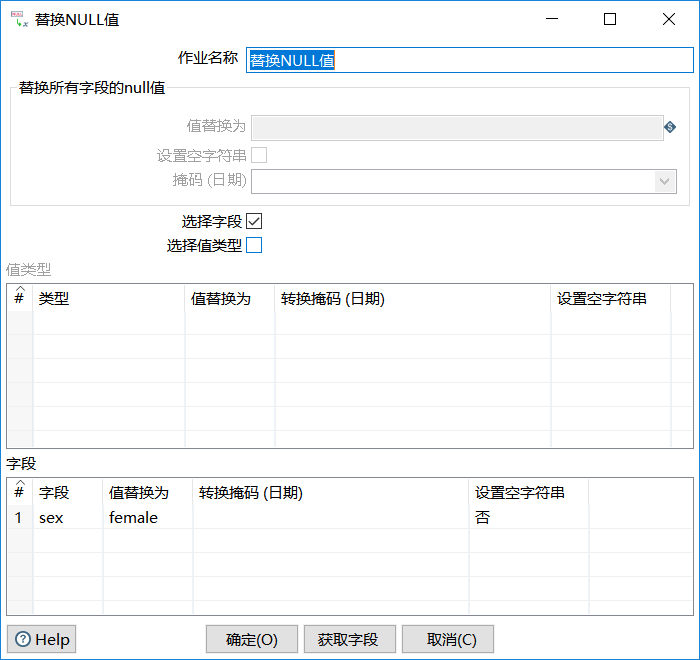 替换NULL值
作业名称 替换NULL值
替换所有字段的null值
值替换为
设置空字符串
掩码 (日期)
选择字段
选择值类型
值类型
# 类型 值替换为 转换掩码 (日期) 设置空字符串
字段
# 字段 值替换为 转换掩码 (日期) 设置空字符串
1 sex female 否
Help 确定(O) 获取字段 取消(C)